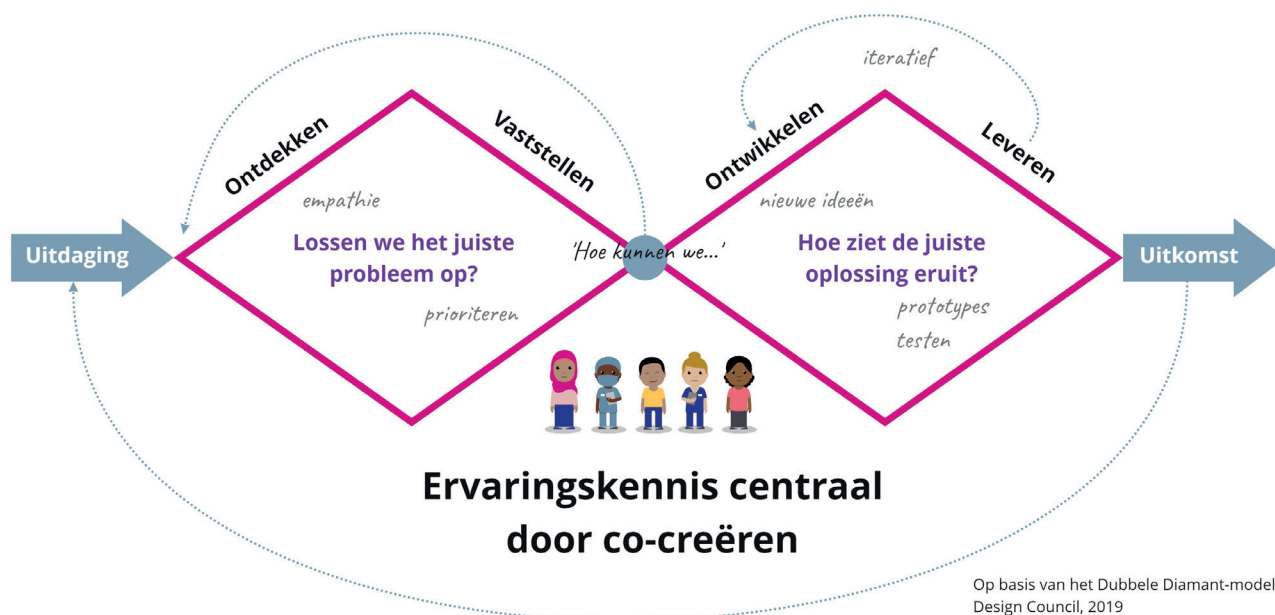 iteratief
Ontdekken
Vaststellen
Ontwikkelen
Leveren
empathie
nieuwe ideeën
Uitdaging
Lossen we het juiste
probleem op?
'Hoe kunnen we...'
Hoe ziet de juiste
oplossing eruit?
Uitkomst
prioriteren
prototypes
testen
Ervaringskennis centraal
door co-creëren
Op basis van het Dubbele Diamant-model
Design Council, 2019